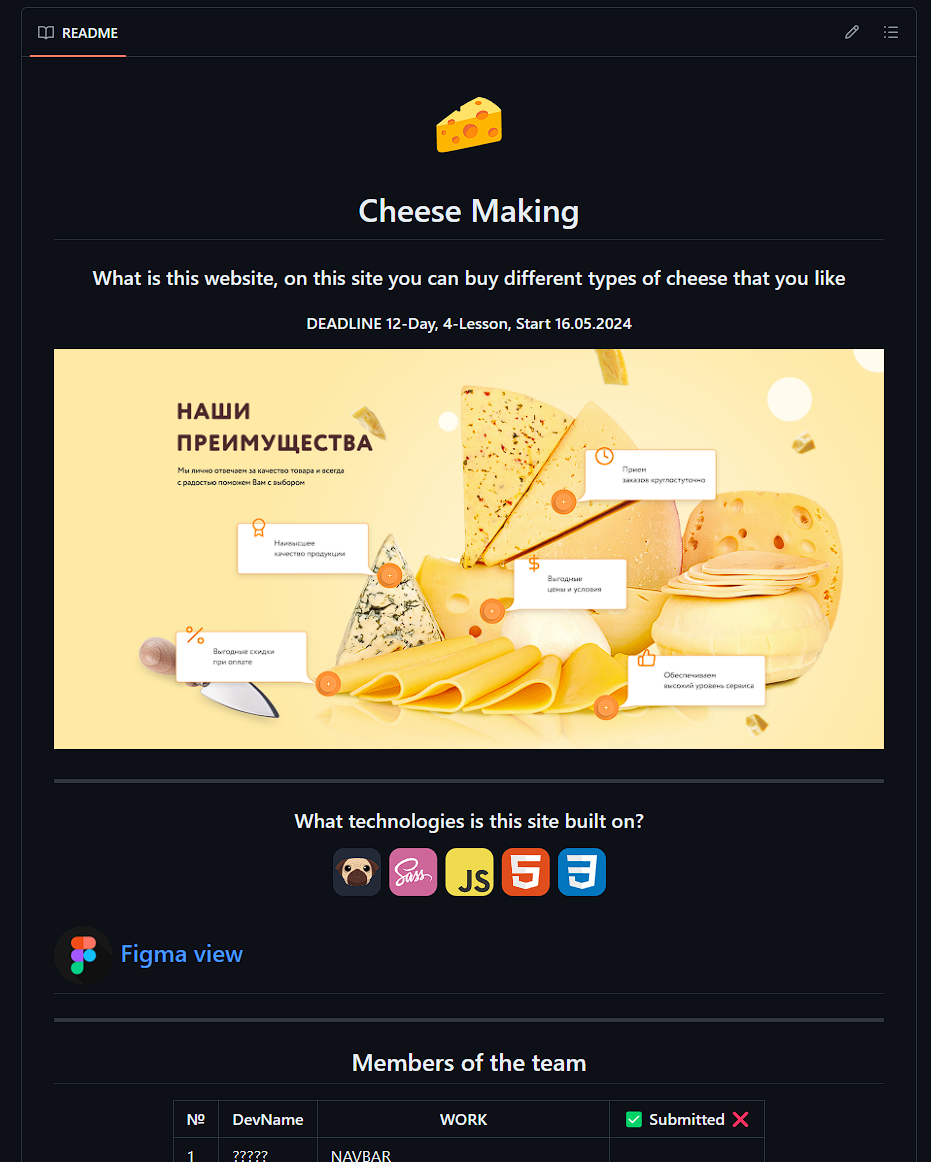 README
Cheese Making
What is this website, on this site you can buy different types of cheese that you like
DEADLINE 12-Day, 4-Lesson, Start 16.05.2024
НАШИ
ПРЕИМУЩЕСТВА
Мы лично отвечаем за качество товара и всегда
с радостью поможем Вам с выбором
Прием
заказов круглосуточно
Наивысшее
качество продукции
Выгодные
цены и условия
Выгодные скидки
при оплате
Обеспечиваем
высокий уровень сервиса
What technologies is this site built on?
Sass JS
Figma view
Members of the team
№ DevName WORK ✅ Submitted ❌
1 ????? NAVBAR